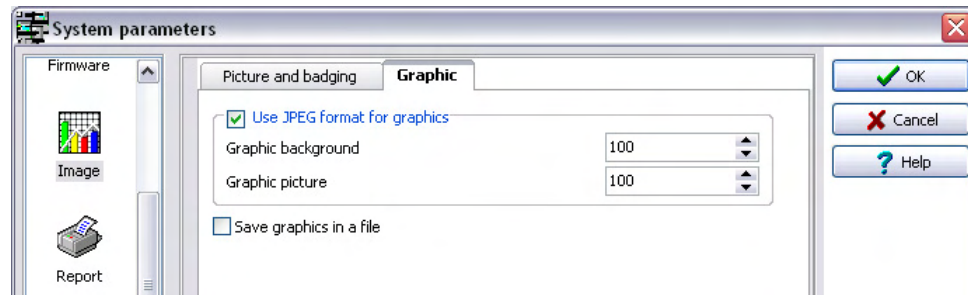 System parameters
Firmware
Image
Report
Picture and badging
Graphic
Use JPEG format for graphics
Graphic background
100
Graphic picture
100
Save graphics in a file
OK
Cancel
Help